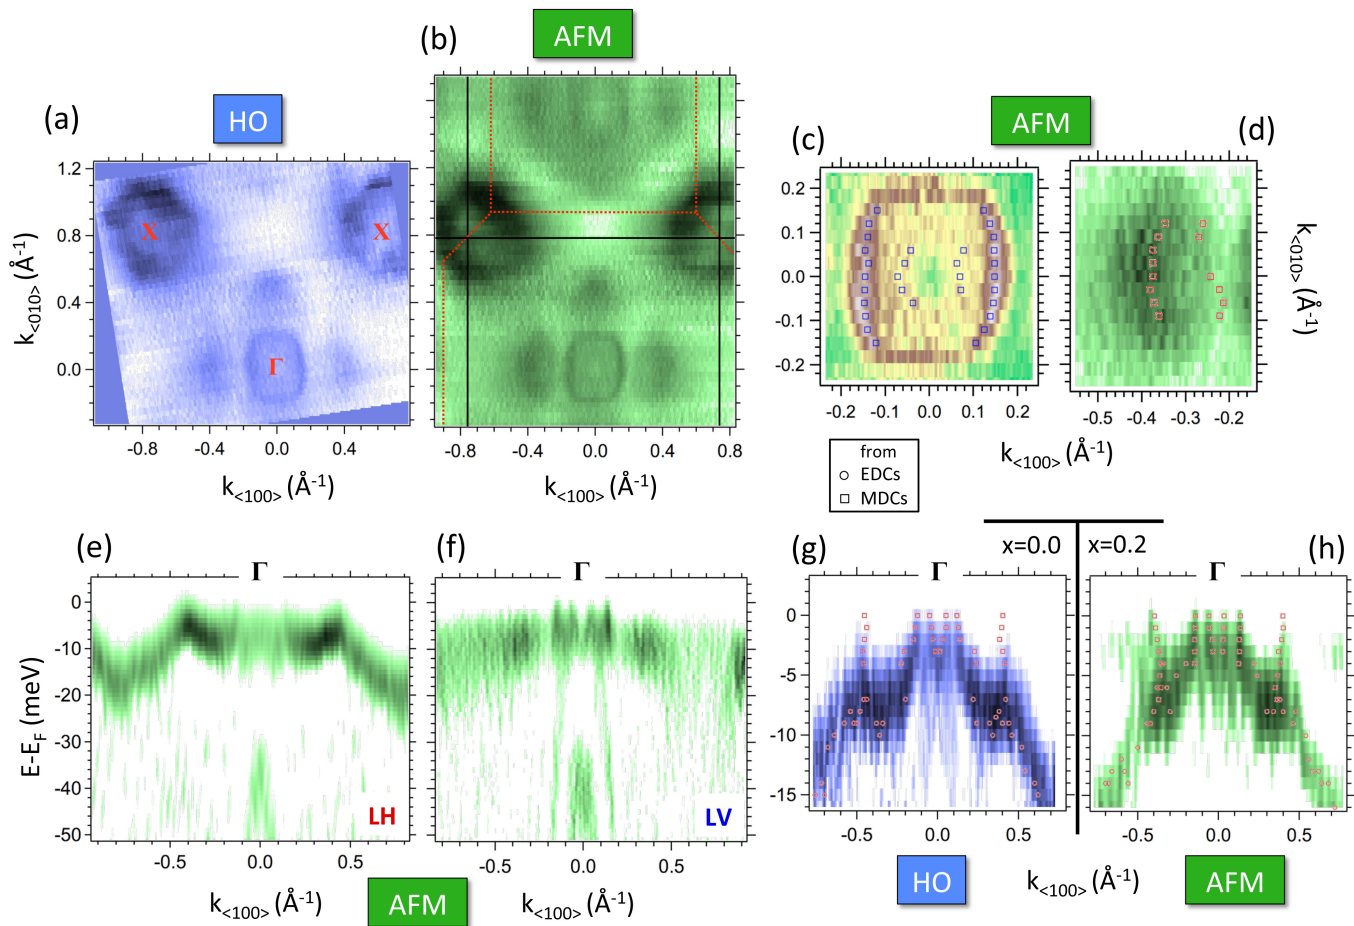 (a)
HO
(b)
AFM
AFM
(c)
(d)
1.2
0.8
0.4
0.0
k<010> (Å-1)
X
X
Γ
-0.8
-0.4
0.0
0.4
k<100> (Å-1)
-0.8
-0.4
0.0
0.4
0.8
k<100> (Å-1)
0.2
0.1
0.0
-0.1
-0.2
-0.2
-0.1
0.0
0.1
0.2
-0.5
-0.4
-0.3
-0.2
k<100> (Å-1)
k<010> (Å-1)
from
EDCs
MDCs
(e)
Γ
0
-10
-20
-30
-40
-50
E-EF (meV)
LH
-0.5
0.0
0.5
k<100> (Å-1)
(f)
Γ
LV
-0.5
0.0
0.5
k<100> (Å-1)
AFM
(g)
x=0.0
x=0.2
(h)
Γ
Γ
0
-5
-10
-15
-0.5
0.0
0.5
-0.5
0.0
0.5
HO
k<100> (Å-1)
AFM